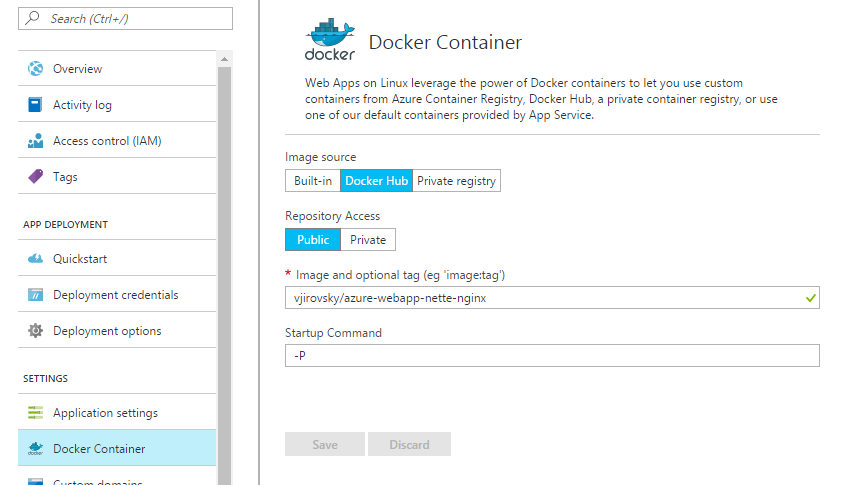 Search (Ctrl+/)
Overview
Activity log
Access control (IAM)
Tags
APP DEPLOYMENT
Quickstart
Deployment credentials
Deployment options
SETTINGS
Application settings
Docker Container
Custom domains
docker
Docker Container
Web Apps on Linux leverage the power of Docker containers to let you use custom
containers from Azure Container Registry, Docker Hub, a private container registry, or use
one of our default containers provided by App Service.
Image source
Built-in Docker Hub Private registry
Repository Access
Public Private
* Image and optional tag (eg 'image:tag')
vjirovsky/azure-webapp-nette-nginx
Startup Command
-P
Save Discard